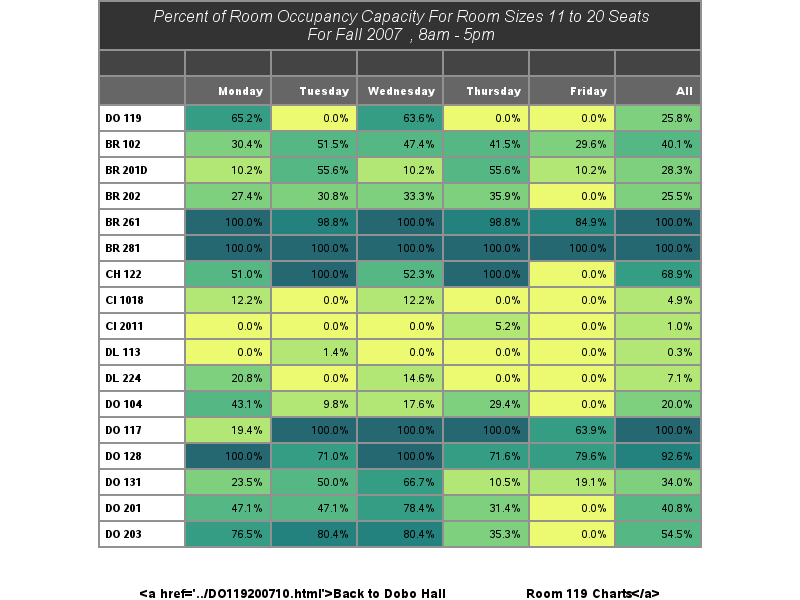 Percent of Room Occupancy Capacity For Room Sizes 11 to 20 Seats
For Fall 2007 , 8am - 5pm
Monday Tuesday Wednesday Thursday Friday All
DO 119 65.2% 0.0% 63.6% 0.0% 0.0% 25.8%
BR 102 30.4% 51.5% 47.4% 41.5% 29.6% 40.1%
BR 201D 10.2% 55.6% 10.2% 55.6% 10.2% 28.3%
BR 202 27.4% 30.8% 33.3% 35.9% 0.0% 25.5%
BR 261 100.0% 98.8% 100.0% 98.8% 84.9% 100.0%
BR 281 100.0% 100.0% 100.0% 100.0% 100.0% 100.0%
CH 122 51.0% 100.0% 52.3% 100.0% 0.0% 68.9%
CI 1018 12.2% 0.0% 12.2% 0.0% 0.0% 4.9%
CI 2011 0.0% 0.0% 0.0% 5.2% 0.0% 1.0%
DL 113 0.0% 1.4% 0.0% 0.0% 0.0% 0.3%
DL 224 20.8% 0.0% 14.6% 0.0% 0.0% 7.1%
DO 104 43.1% 9.8% 17.6% 29.4% 0.0% 20.0%
DO 117 19.4% 100.0% 100.0% 100.0% 63.9% 100.0%
DO 128 100.0% 71.0% 100.0% 71.6% 79.6% 92.6%
DO 131 23.5% 50.0% 66.7% 10.5% 19.1% 34.0%
DO 201 47.1% 47.1% 78.4% 31.4% 0.0% 40.8%
DO 203 76.5% 80.4% 80.4% 35.3% 0.0% 54.5%
<a href='../DO119200710.html'>Back to Dobo Hall Room 119 Charts</a>